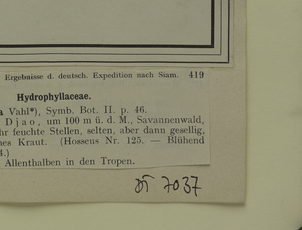 Ergebnisse d. deutsch. Expedition nach Siam. 419
Hydrophyllaceae.
a Vahl*), Symb. Bot. II. p. 46.
Djao, um 100 m ü. d. M., Savannenwald,
hr feuchte Stellen, selten, aber dann gesellig,
nes Kraut. (Hosseus Nr. 125. — Blühend
Allenthalben in den Tropen.
7037